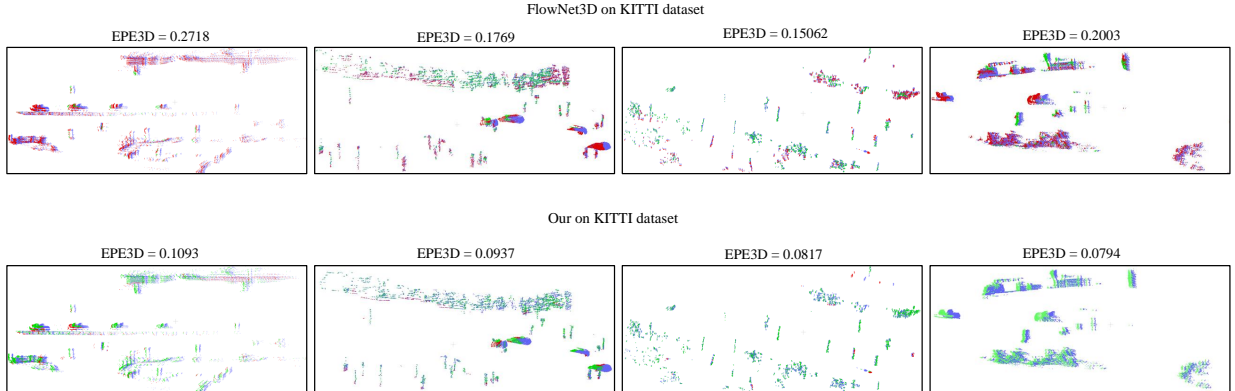 FlowNet3D on KITTI dataset
EPE3D = 0.2718
EPE3D = 0.1769
EPE3D = 0.15062
EPE3D = 0.2003
Our on KITTI dataset
EPE3D = 0.1093
EPE3D = 0.0937
EPE3D = 0.0817
EPE3D = 0.0794